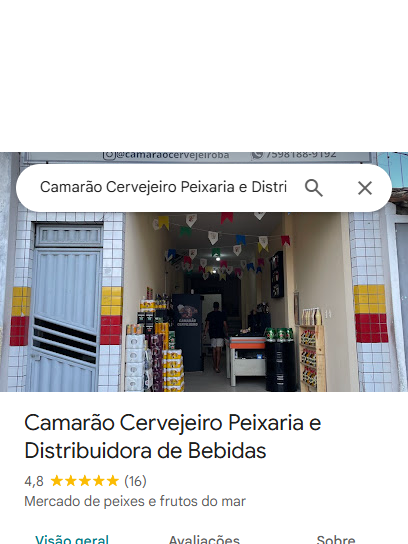 @camaraocervejeiroba 7598188-9192
Camarão Cervejeiro Peixaria e Distri
CAMARÃO
CERVEJEIRO
Camarão Cervejeiro Peixaria e
Distribuidora de Bebidas
4,8 (16)
Mercado de peixes e frutos do mar
Visão geral Avaliações Sobre